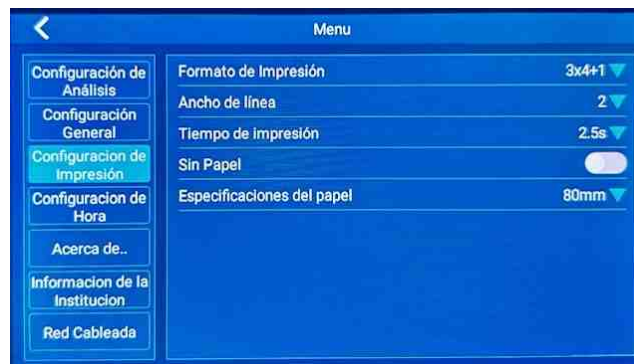 Menu
Configuración de
Análisis
Configuración
General
Configuracion de
Impresión
Configuracion de
Hora
Acerca de..
Informacion de la
Institucion
Red Cableada
Formato de Impresión 3x4+1
Ancho de línea 2
Tiempo de impresión 2.5s
Sin Papel
Especificaciones del papel 80mm